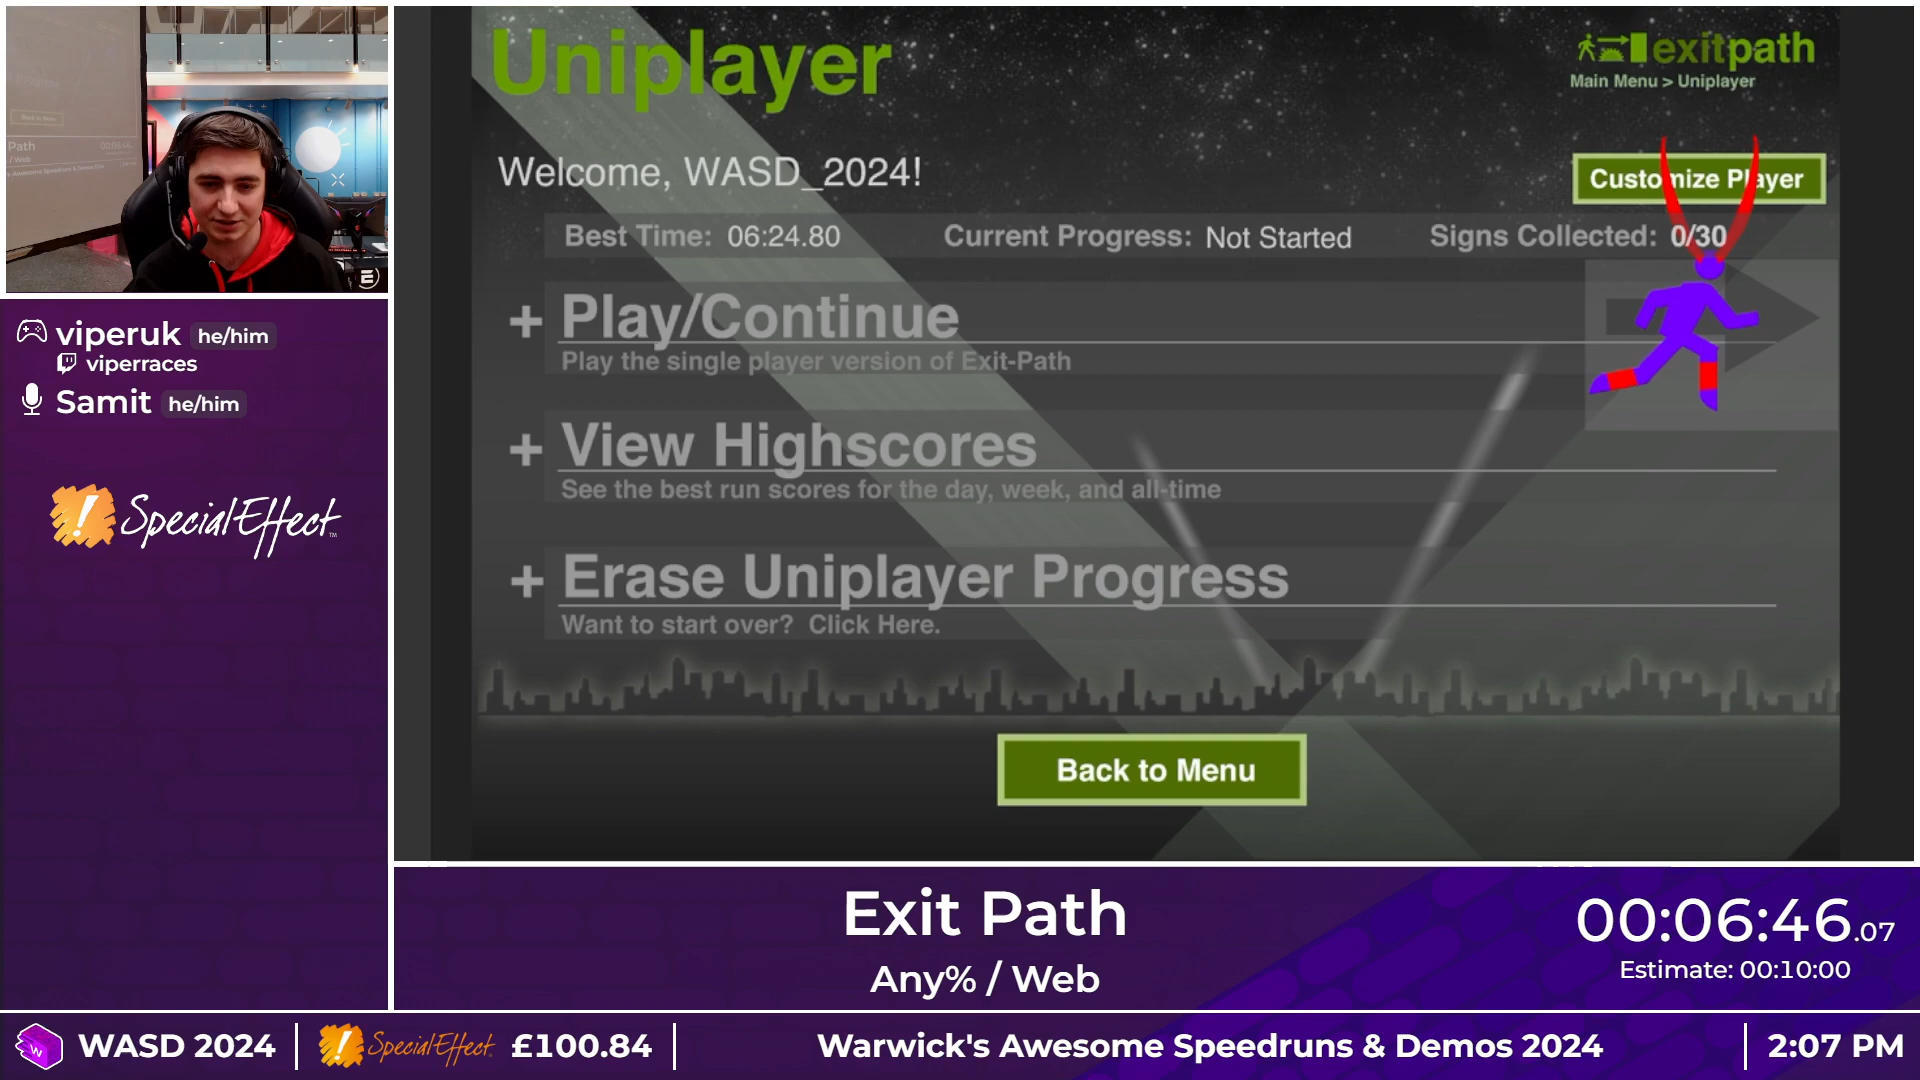 Uniplayer
exitpath
Main Menu > Uniplayer
Welcome, WASD_2024!
Customize Player
Best Time: 06:24.80 Current Progress: Not Started Signs Collected: 0/30
+ Play/Continue
Play the single player version of Exit-Path
+ View Highscores
See the best run scores for the day, week, and all-time
+ Erase Uniplayer Progress
Want to start over? Click Here.
Back to Menu
viperuk he/him
viperraces
Samit he/him
SpecialEffect™
Exit Path
Any% / Web
00:06:46.07
Estimate: 00:10:00
WASD 2024
SpecialEffect £100.84
Warwick's Awesome Speedruns & Demos 2024
2:07 PM